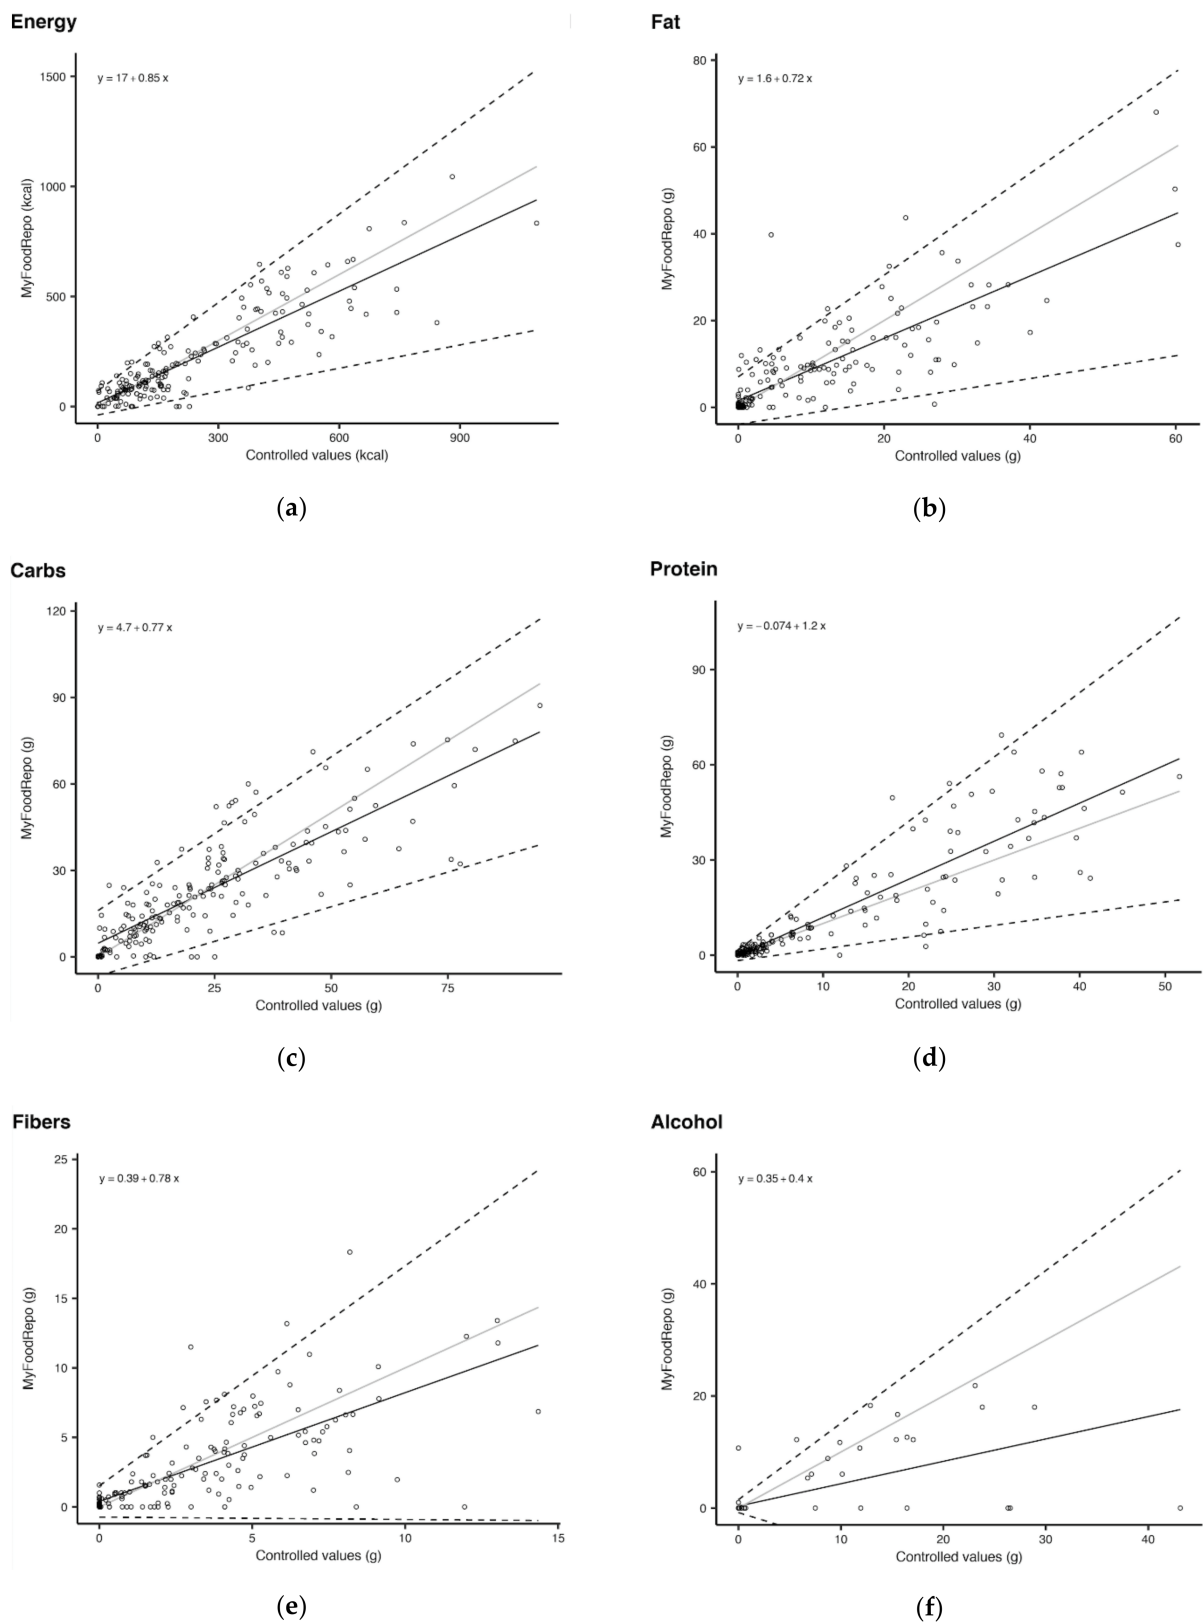 Energy
y = 17 + 0.85 x
1500
1000
500
0
MyFoodRepo (kcal)
0 300 600 900
Controlled values (kcal)
(a)
Fat
y = 1.6 + 0.72 x
80
60
40
20
0
MyFoodRepo (g)
0 20 40 60
Controlled values (g)
(b)
Carbs
y = 4.7 + 0.77 x
120
90
60
30
0
MyFoodRepo (g)
0 25 50 75
Controlled values (g)
(c)
Protein
y = − 0.074 + 1.2 x
90
60
30
0
MyFoodRepo (g)
0 10 20 30 40 50
Controlled values (g)
(d)
Fibers
y = 0.39 + 0.78 x
25
20
15
10
5
0
MyFoodRepo (g)
0 5 10 15
Controlled values (g)
(e)
Alcohol
y = 0.35 + 0.4 x
60
40
20
0
MyFoodRepo (g)
0 10 20 30 40
Controlled values (g)
(f)